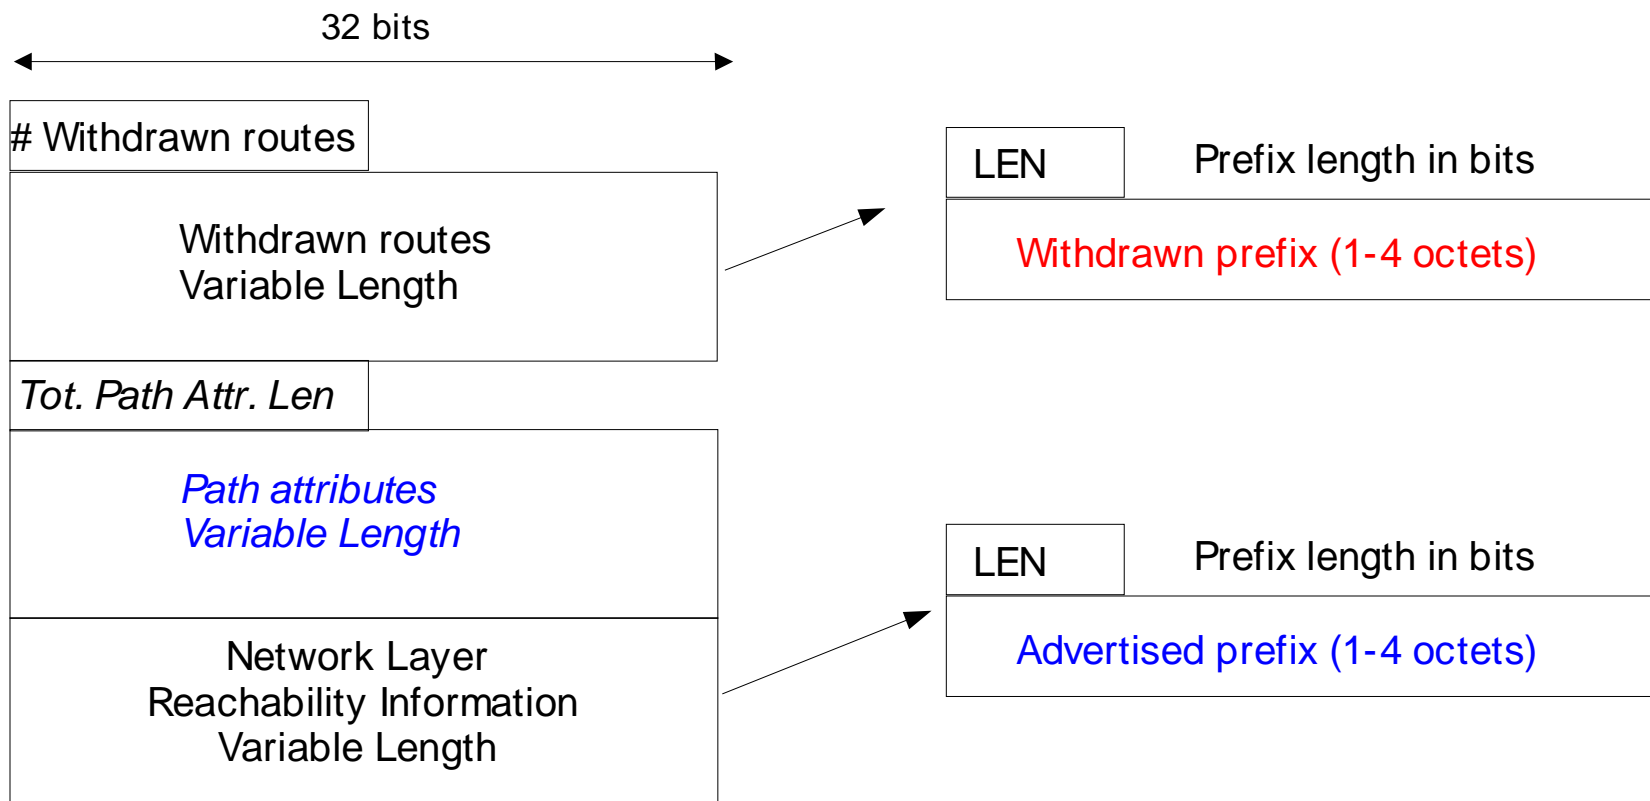 32 bits
# Withdrawn routes
Withdrawn routes
Variable Length
Tot. Path Attr. Len
Path attributes
Variable Length
Network Layer
Reachability Information
Variable Length
LEN
Prefix length in bits
Withdrawn prefix (1-4 octets)
LEN
Prefix length in bits
Advertised prefix (1-4 octets)